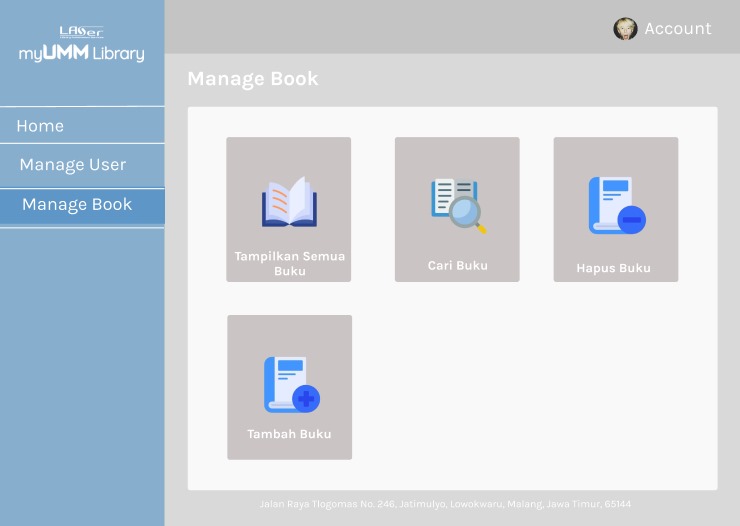 LASer
myUMM Library
Account
Manage Book
Home
Manage User
Manage Book
Tampilkan Semua
Buku
Cari Buku
Hapus Buku
Tambah Buku
Jalan Raya Tlogomas No. 246, Jatimulyo, Lowokwaru, Malang, Jawa Timur, 65144